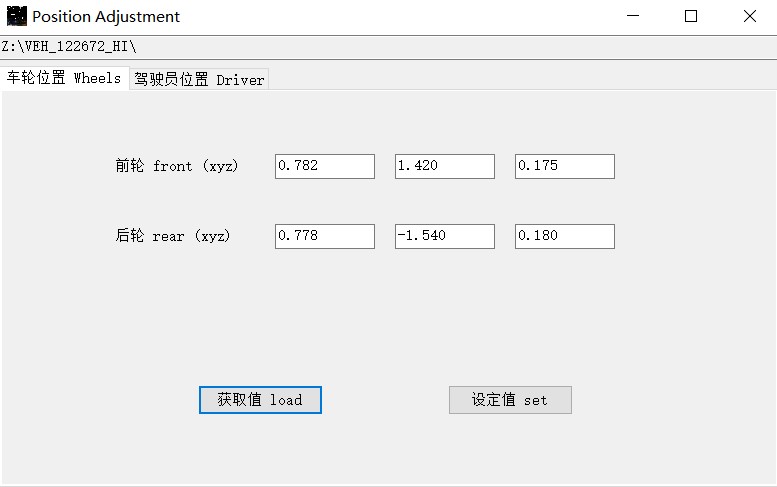 Position Adjustment
Z:\VEH_122672_HI\
车轮位置 Wheels 驾驶员位置 Driver
前轮 front (xyz) 0.782 1.420 0.175
后轮 rear (xyz) 0.778 -1.540 0.180
获取值 load 设定值 set